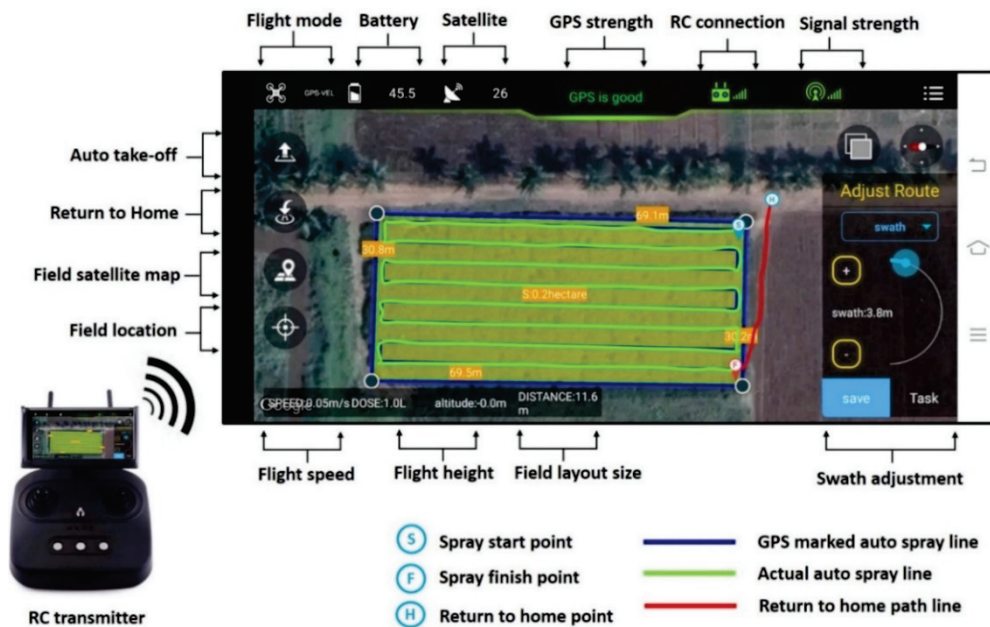 Flight mode Battery Satellite GPS strength RC connection Signal strength
GPS-VEL 45.5 26 GPS is good
Auto take-off
Return to Home
Field satellite map
Field location
Adjust Route
swath
+
swath:3.8m
-
save Task
69.1m
S
H
30.8m
S:0.2hectare
30.2m
F
69.5m
SPEED:0.05m/s DOSE:1.0L altitude:-0.0m DISTANCE:11.6
m
Google
Flight speed Flight height Field layout size Swath adjustment
RC transmitter
S Spray start point
F Spray finish point
H Return to home point
GPS marked auto spray line
Actual auto spray line
Return to home path line